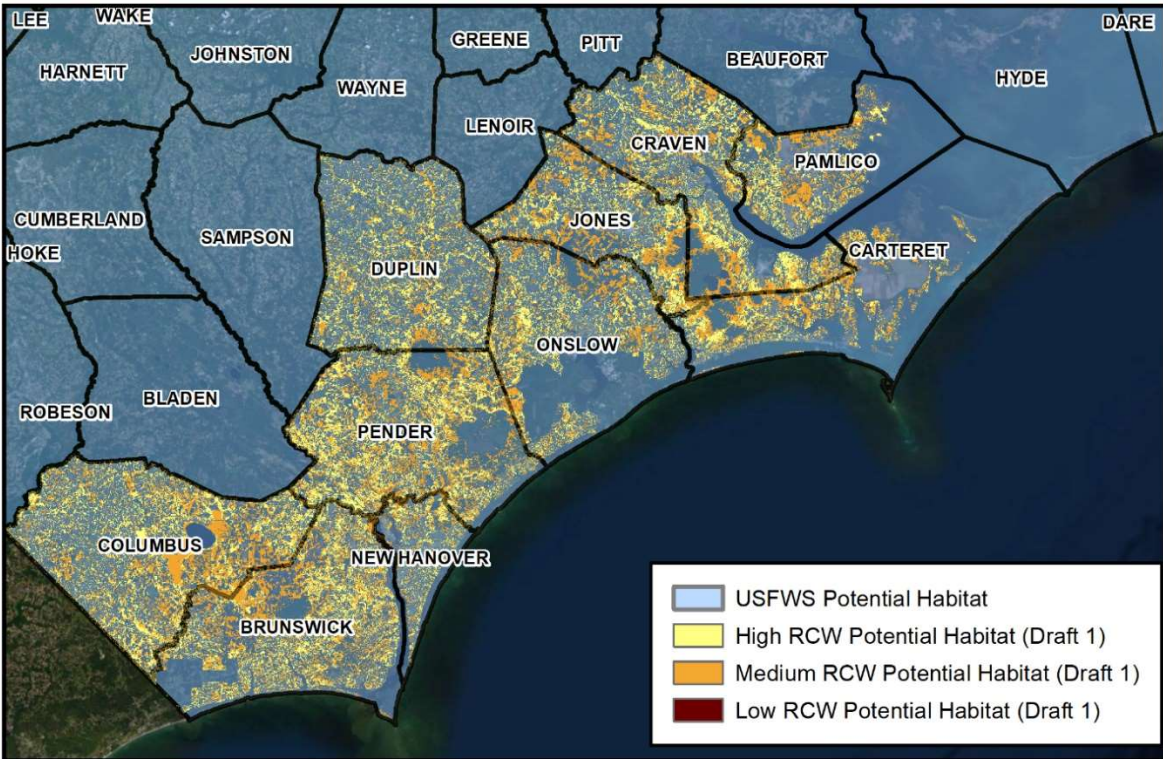 LEE
WAKE
DARE
JOHNSTON
GREENE
PITT
BEAUFORT
HYDE
HARNETT
WAYNE
LENOIR
CRAVEN
PAMLICO
CUMBERLAND
SAMPSON
JONES
HOKE
CARTERET
DUPLIN
ONSLOW
BLADEN
ROBESON
PENDER
COLUMBUS
NEW HANOVER
BRUNSWICK
USFWS Potential Habitat
High RCW Potential Habitat (Draft 1)
Medium RCW Potential Habitat (Draft 1)
Low RCW Potential Habitat (Draft 1)